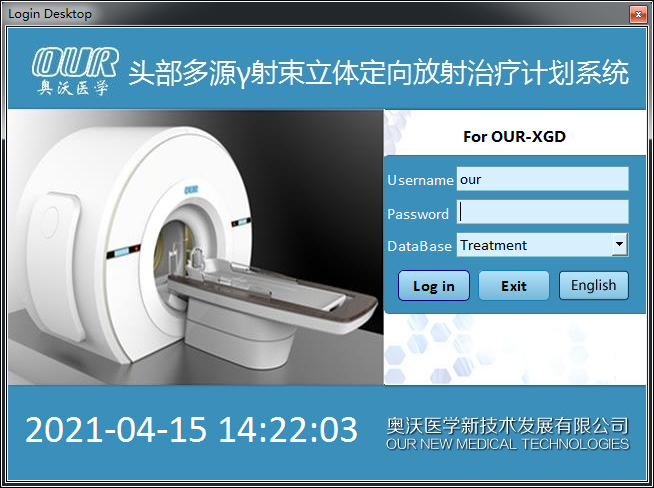 Login Desktop
OUR
奥沃医学
头部多源γ射束立体定向放射治疗计划系统
OUR
For OUR-XGD
Username our
Password
DataBase Treatment
Log in Exit English
2021-04-15 14:22:03
奥沃医学新技术发展有限公司
OUR NEW MEDICAL TECHNOLOGIES